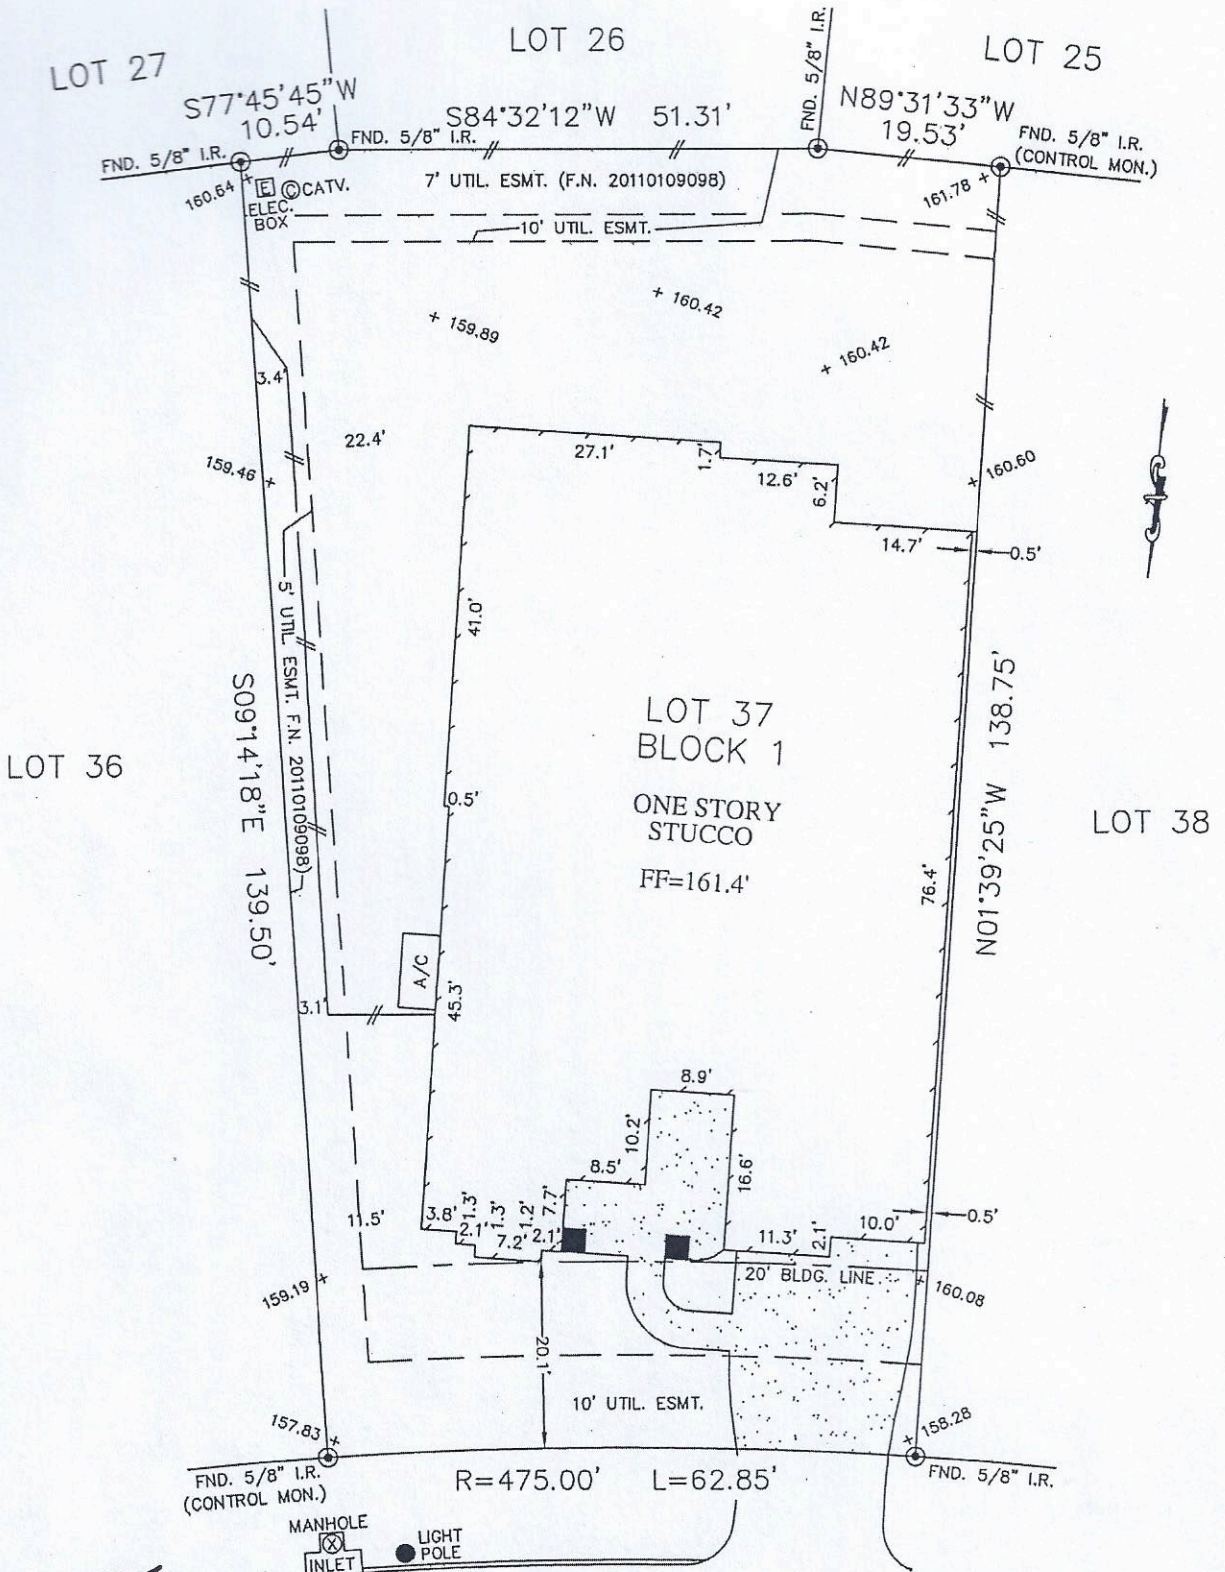 LOT 27
LOT 26
LOT 25
S77°45'45"W
10.54'
S84°32'12"W 51.31'
FND. 5/8" I.R.
N89°31'33"W
19.53'
FND. 5/8" I.R.
(CONTROL MON.)
FND. 5/8" I.R.
FND. 5/8" I.R.
160.64
E
C CATV.
ELEC.
BOX
7' UTIL. ESMT. (F.N. 20110109098)
161.78
10' UTIL. ESMT.
160.42
159.89
160.42
3.4'
22.4'
27.1'
1.7'
12.6'
6.2'
159.46
160.60
14.7'
0.5'
5' UTIL. ESMT. F.N. 20110109098)
41.0'
S09°14'18"E 139.50'
LOT 37
BLOCK 1
N01°39'25"W 138.75'
LOT 36
0.5'
ONE STORY
STUCCO
LOT 38
FF=161.4'
76.4'
A/C
3.1'
45.3'
8.9'
10.2'
8.5'
16.6'
7.7'
11.5'
3.8'
1.3'
2.1'
1.3'
7.2'
1.2'
2.1'
11.3'
2.1'
10.0'
0.5'
20' BLDG. LINE
159.19
160.08
20.1'
10' UTIL. ESMT.
157.83
158.28
FND. 5/8" I.R.
(CONTROL MON.)
R=475.00' L=62.85'
FND. 5/8" I.R.
MANHOLE
LIGHT
POLE
INLET